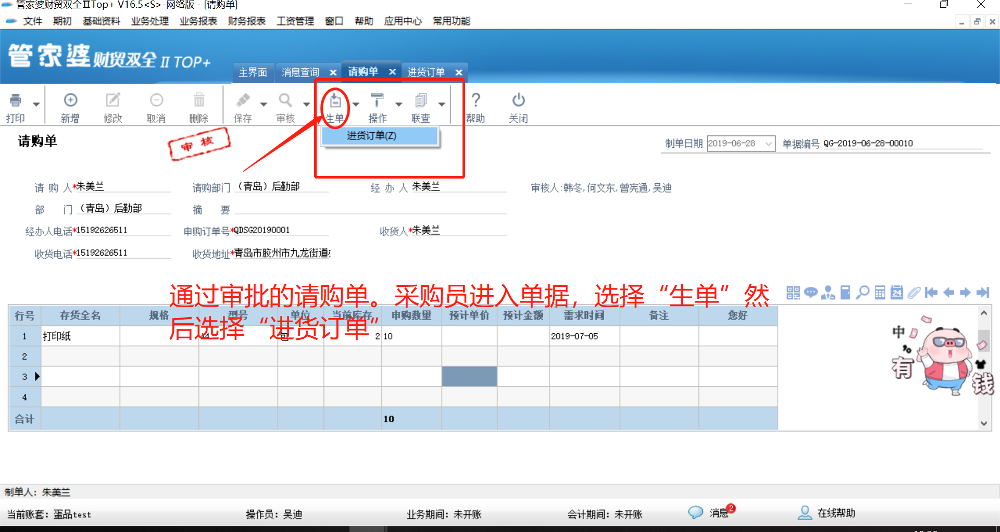 管家婆财贸双全ⅡTop+ V16.5<S>-网络版 - [请购单]
文件 期初 基础资料 业务处理 业务报表 财务报表 工资管理 窗口 帮助 应用中心 常用功能
管家婆 财贸双全 II TOP+
主界面 消息查询 请购单 进货订单
打印 新增 修改 取消 删除 保存 审核 生单 操作 联查 帮助 关闭
进货订单(Z)
请购单
审核
制单日期 2019-06-28 单据编号 QG-2019-06-28-00010
请 购 人*朱美兰 请购部门 （青岛）后勤部 经 办 人 朱美兰 审核人:韩冬,何文东,曾宪通,吴迪
部 门 （青岛）后勤部 摘 要
经办人电话*15192626511 申购订单号*QDSG20190001 收货人*朱美兰
收货电话*15192626511 收货地址*青岛市胶州市九龙街道
通过审批的请购单。采购员进入单据，选择“生单”然
后选择“进货订单”
24
行号 存货全名 规格 型号 单位 当前库存 申购数量 预计单价 预计金额 需求时间 备注 您好
1 打印纸 A4 包 2 10 2019-07-05
2
3
4
合计 10
中
有
钱
制单人：朱美兰
当前账套：蛋品test 操作员：吴迪 业务期间：未开账 会计期间：未开账 消息 2 在线帮助